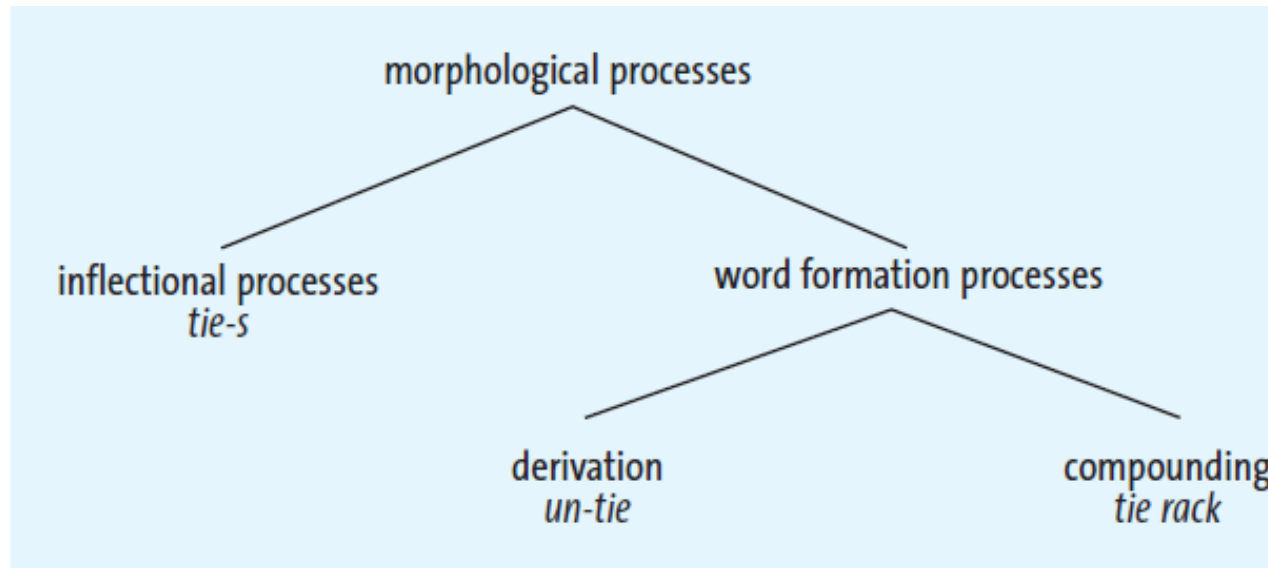 morphological processes
inflectional processes
tie-s
word formation processes
derivation
un-tie
compounding
tie rack